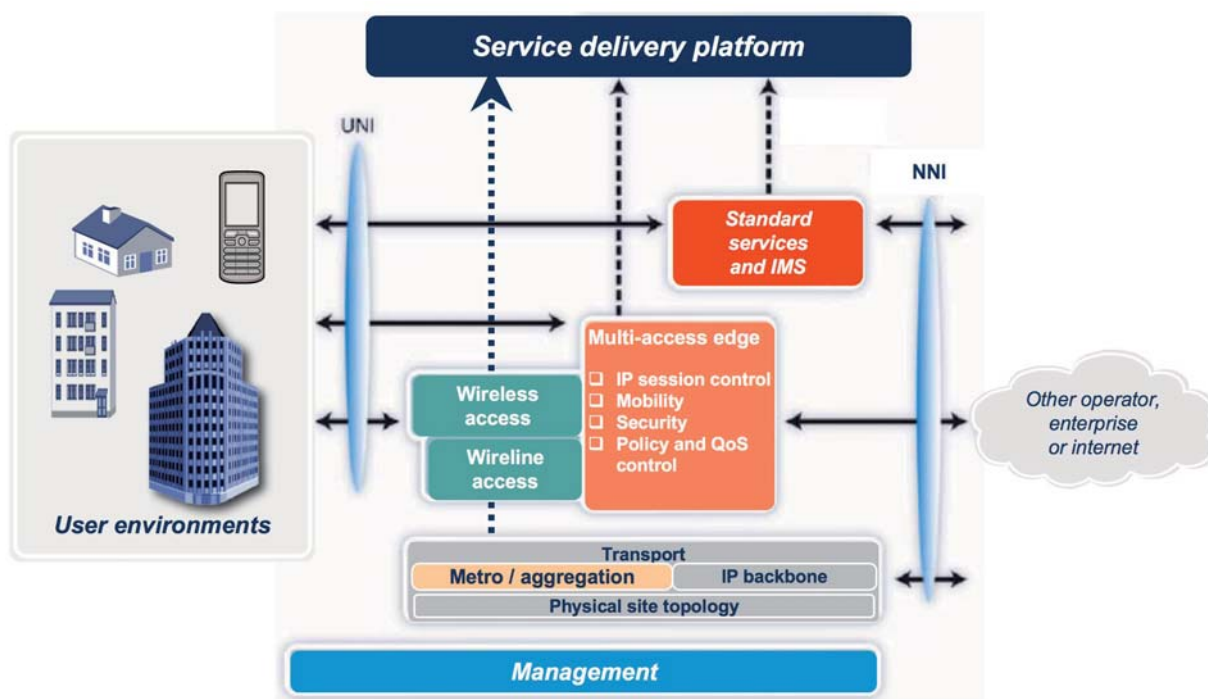 Service delivery platform
UNI
NNI
Standard
services
and IMS
Multi-access edge
❑ IP session control
❑ Mobility
❑ Security
❑ Policy and QoS
control
Wireless
access
Wireline
access
Other operator,
enterprise
or internet
User environments
Transport
Metro / aggregation
IP backbone
Physical site topology
Management